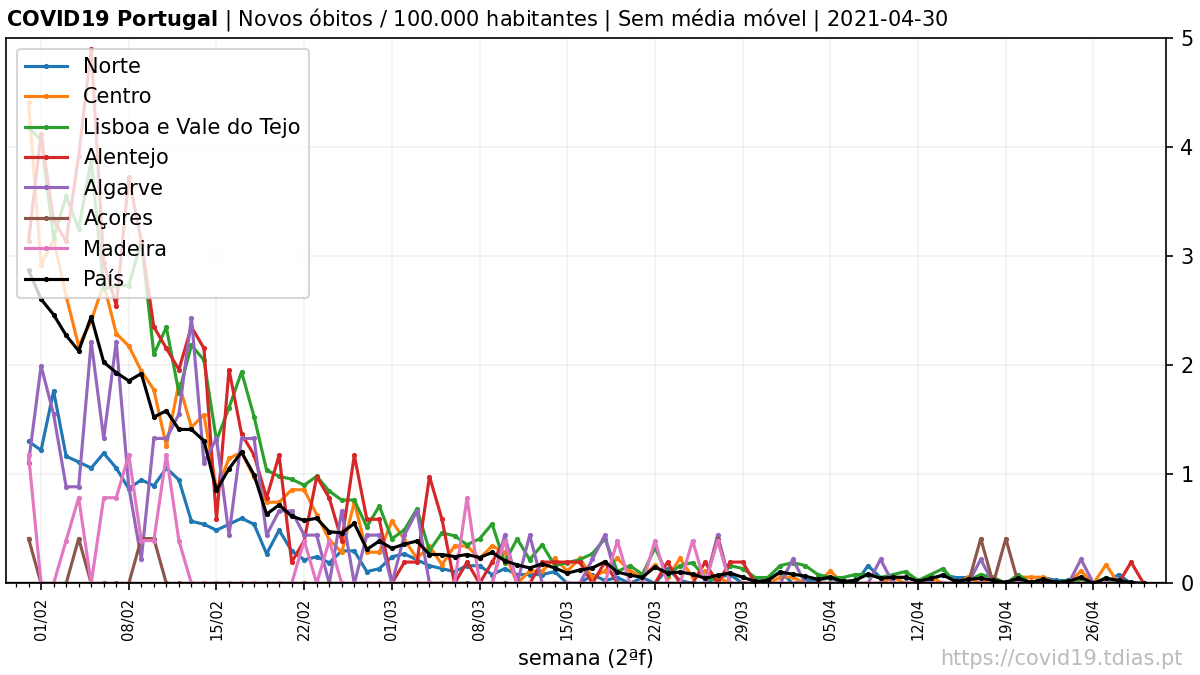 COVID19 Portugal | Novos óbitos / 100.000 habitantes | Sem média móvel | 2021-04-30
Norte
Centro
Lisboa e Vale do Tejo
Alentejo
Algarve
Açores
Madeira
País
5
4
3
2
1
0
01/02
08/02
15/02
22/02
01/03
08/03
15/03
22/03
29/03
05/04
12/04
19/04
26/04
semana (2ªf)
https://covid19.tdias.pt